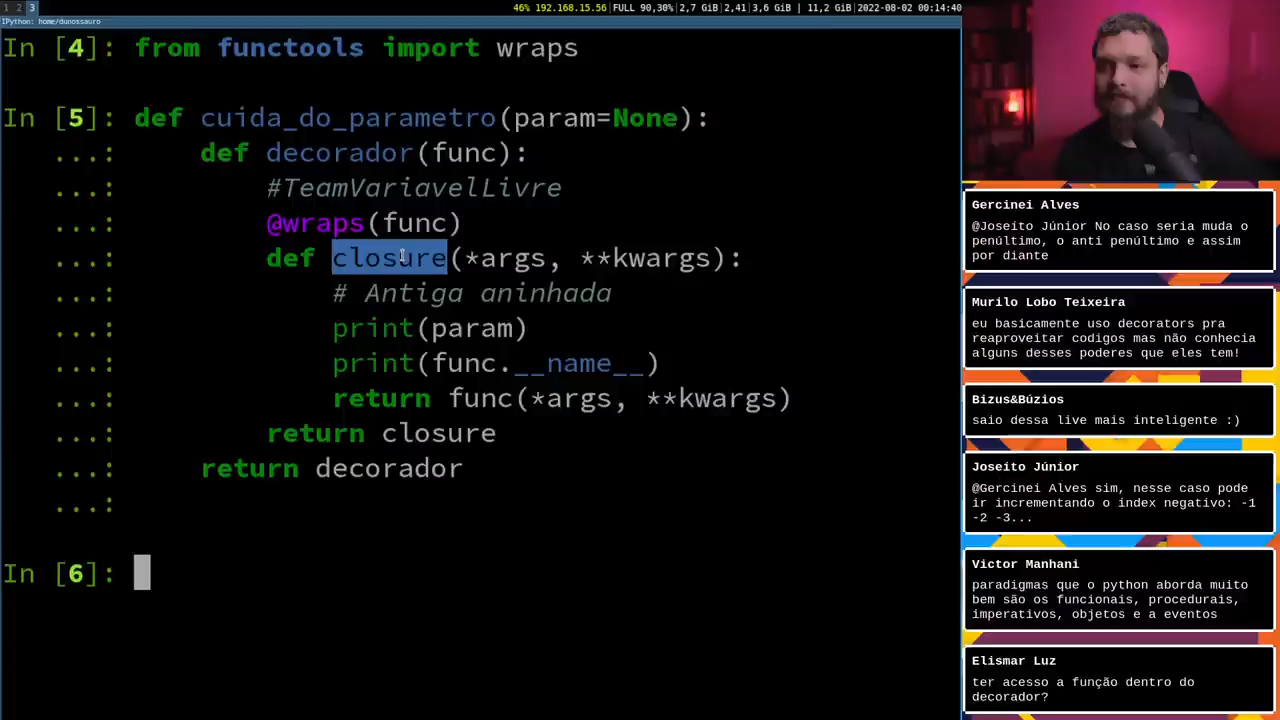 1 2 3
46% 192.168.15.56|FULL 90,30%|2,7 GiB|2,41|3,6 GiB | 11,2 GiB|2022-08-02 00:14:40
IPython: home/dunossauro
In [4]: from functools import wraps
In [5]: def cuida_do_parametro(param=None):
...: def decorador(func):
...: #TeamVariavelLivre
...: @wraps(func)
...: def closure(*args, **kwargs):
...: # Antiga aninhada
...: print(param)
...: print(func.__name__)
...: return func(*args, **kwargs)
...: return closure
...: return decorador
...:
In [6]:
Gercinei Alves
@Joseito Júnior No caso seria muda o
penúltimo, o anti penúltimo e assim
por diante
Murilo Lobo Teixeira
eu basicamente uso decorators pra
reaproveitar codigos mas não conhecia
alguns desses poderes que eles tem!
Bizus&Búzios
saio dessa live mais inteligente :)
Joseito Júnior
@Gercinei Alves sim, nesse caso pode
ir incrementando o index negativo: -1
-2 -3...
Victor Manhani
paradigmas que o python aborda muito
bem são os funcionais, procedurais,
imperativos, objetos e a eventos
Elismar Luz
ter acesso a função dentro do
decorador?